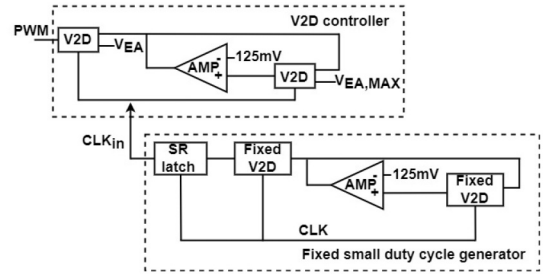 V2D controller
PWM
V2D
VEA
AMP
-
+
125mV
V2D
VEA,MAX
CLKin
SR
latch
Fixed
V2D
AMP
-
+
125mV
Fixed
V2D
CLK
Fixed small duty cycle generator